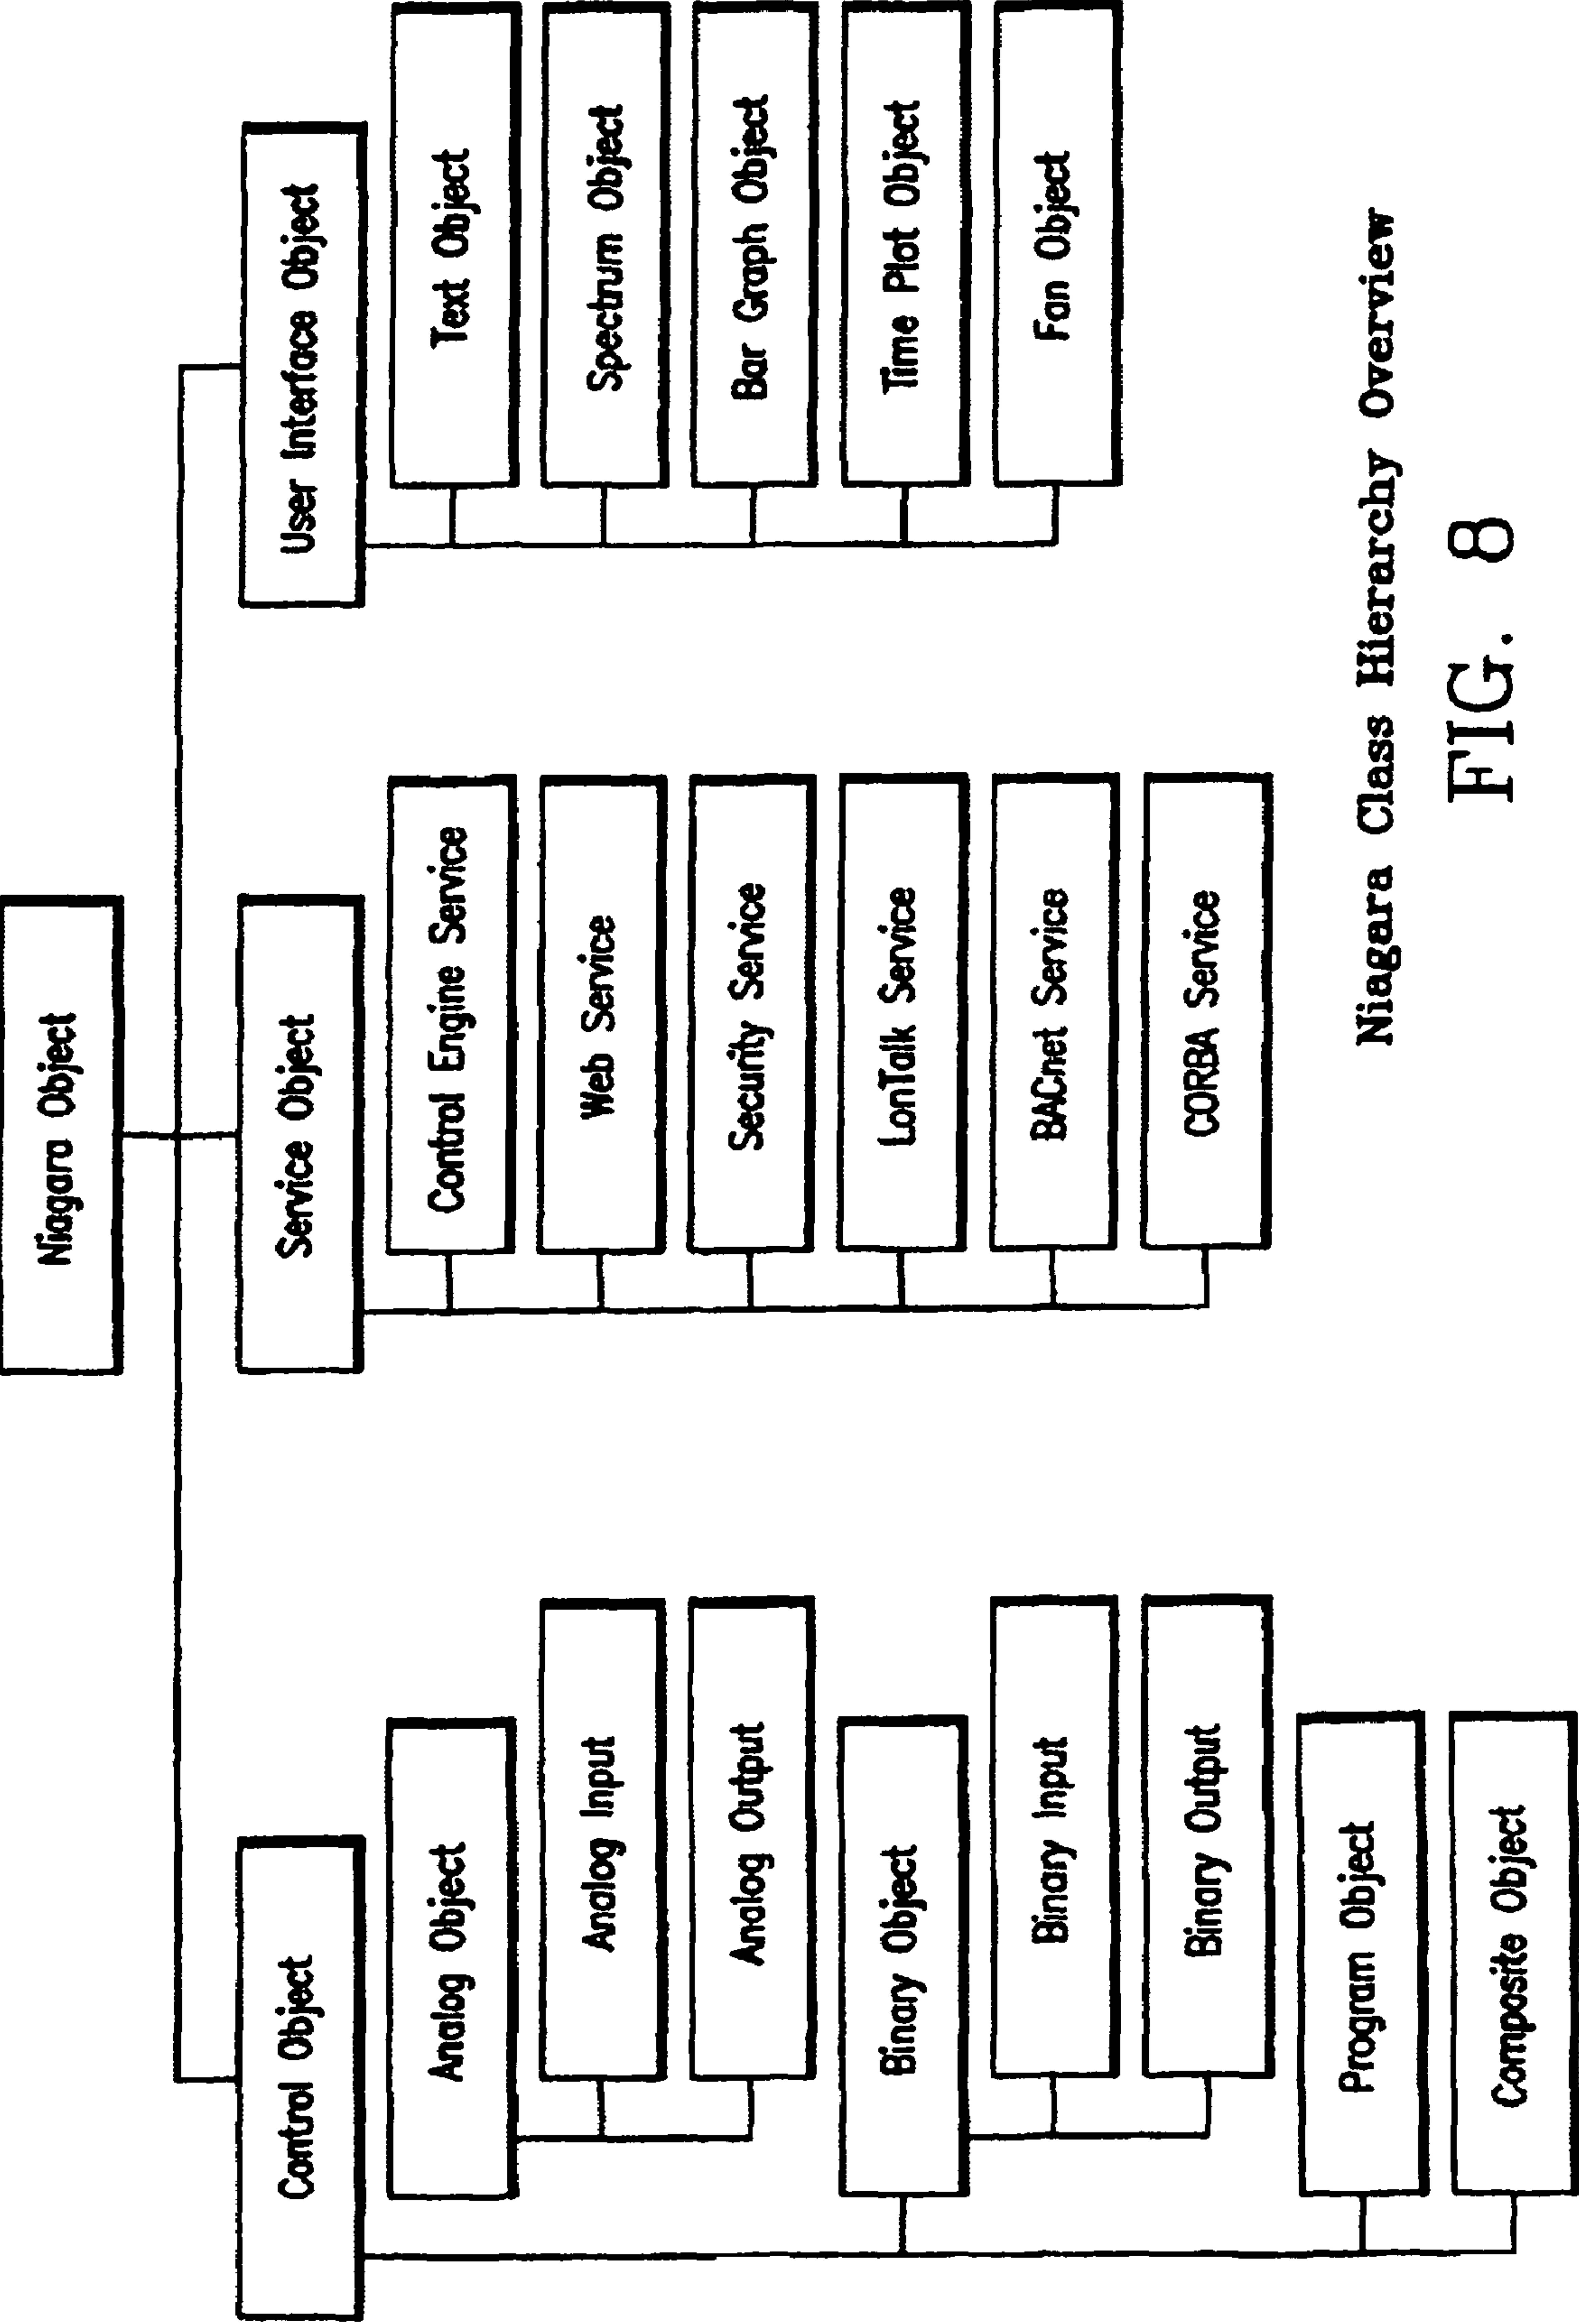 Niagara Object
Control Object
Analog Object
Analog Input
Analog Output
Binary Object
Binary Input
Binary Output
Program Object
Composite Object
Service Object
Control Engine Service
Web Service
Security Service
LonTalk Service
BACnet Service
CORBA Service
User Interface Object
Text Object
Spectrum Object
Bar Graph Object
Time Plot Object
Fan Object
Niagara Class Hierarchy Overview
FIG. 8